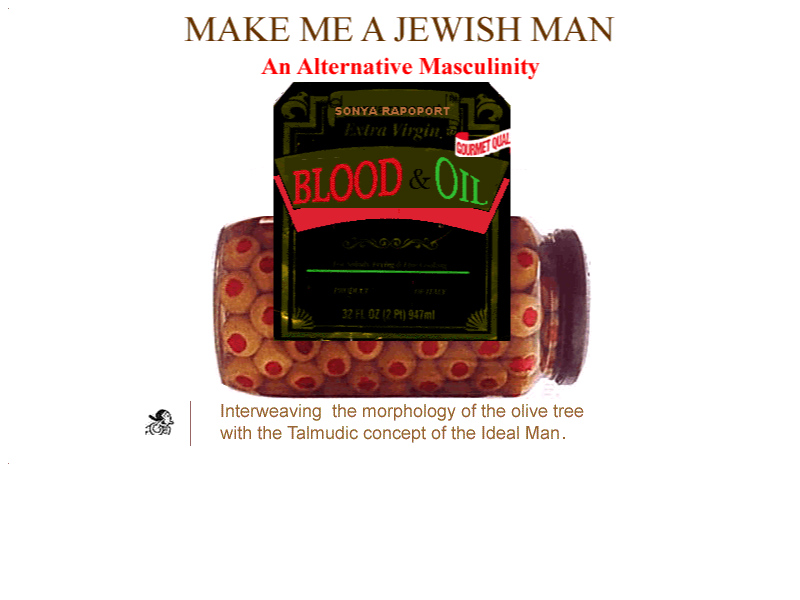 MAKE ME A JEWISH MAN
An Alternative Masculinity
SONYA RAPOPORT
Extra Virgin
GOURMET QUAL
BLOOD & OIL
32 Fl. OZ (2 Pt) 947ml
Interweaving the morphology of the olive tree
with the Talmudic concept of the Ideal Man.